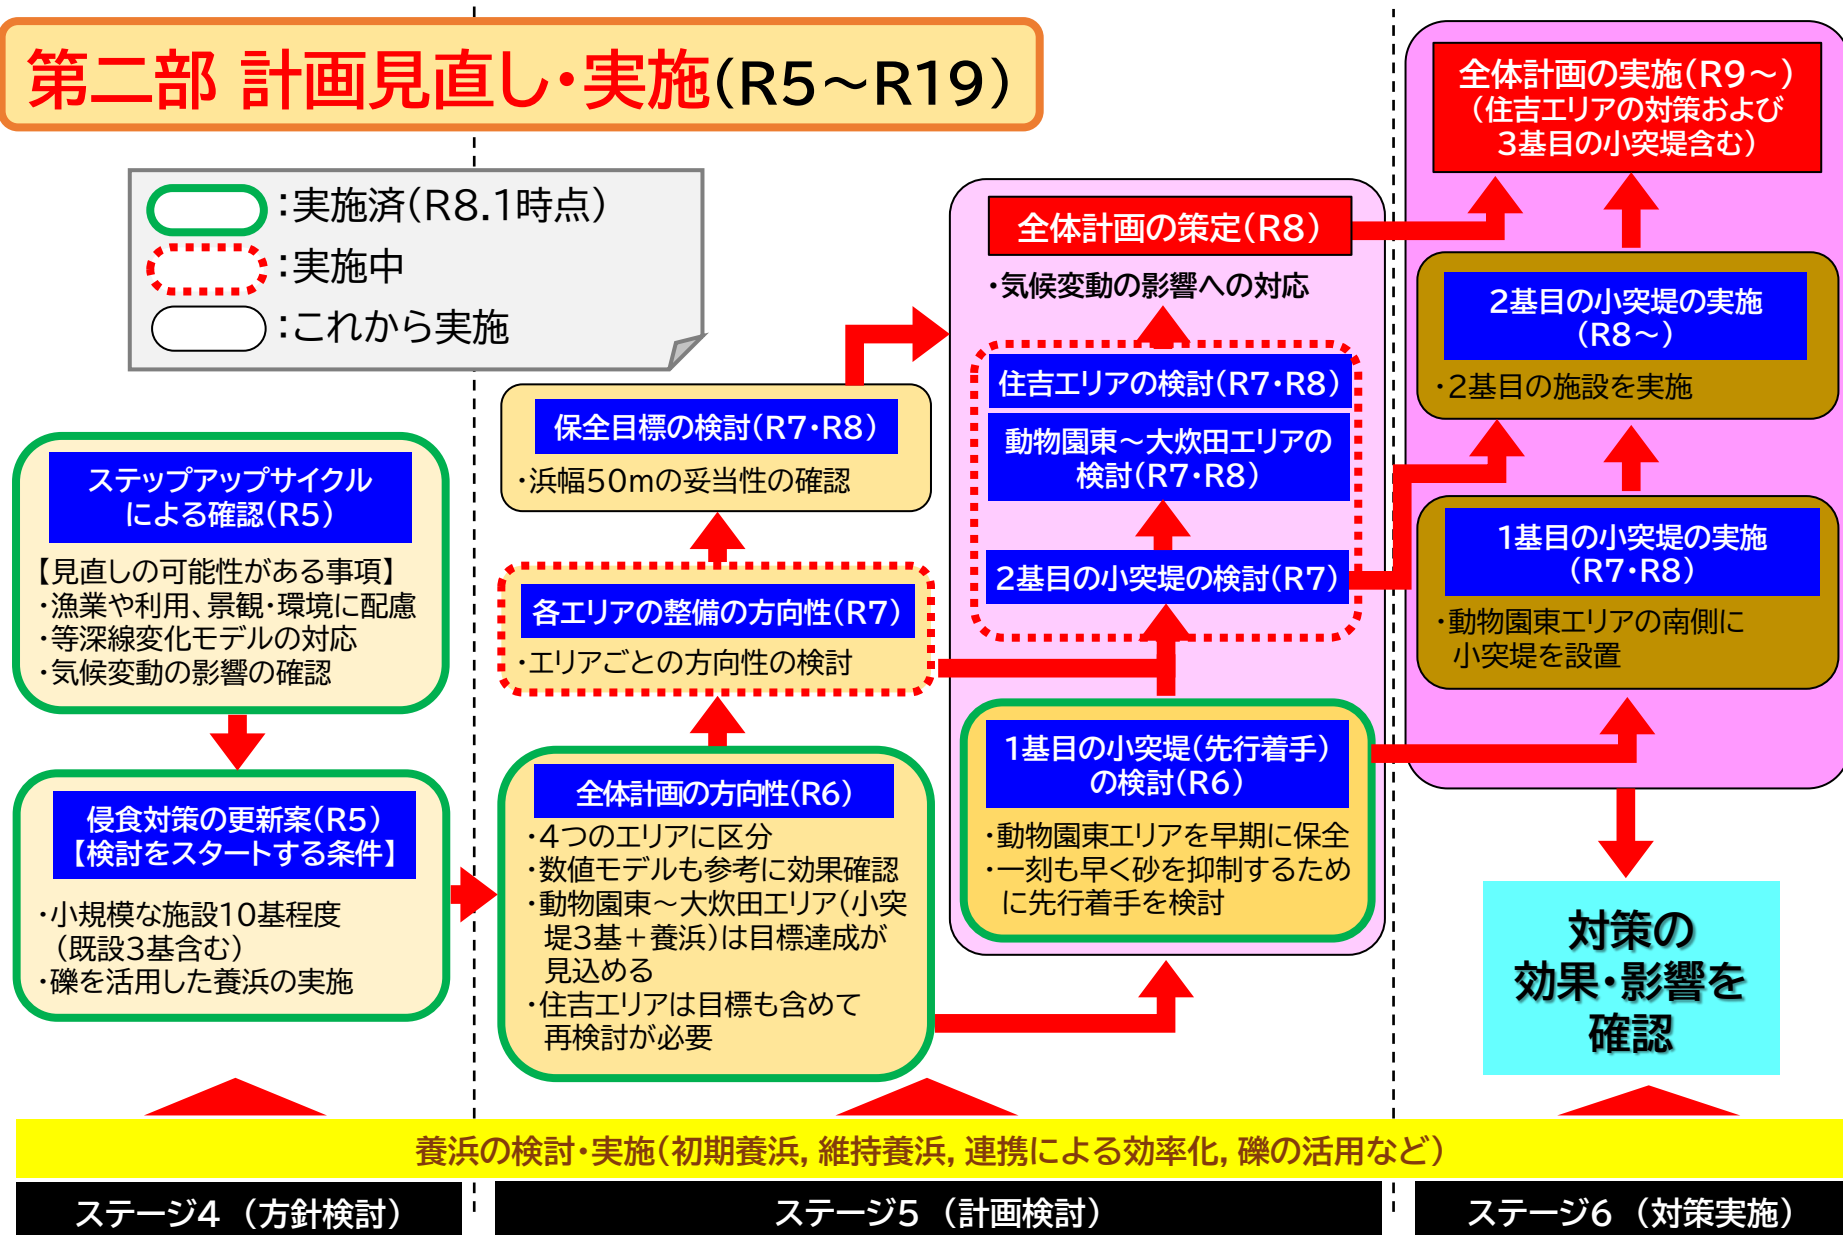 第二部 計画見直し・実施(R5～R19)
:実施済(R8.1時点)
:実施中
:これから実施
ステップアップサイクル
による確認(R5)
【見直しの可能性がある事項】
・漁業や利用、景観・環境に配慮
・等深線変化モデルの対応
・気候変動の影響の確認
侵食対策の更新案(R5)
【検討をスタートする条件】
・小規模な施設10基程度
(既設3基含む)
・礫を活用した養浜の実施
保全目標の検討(R7・R8)
・浜幅50mの妥当性の確認
各エリアの整備の方向性(R7)
・エリアごとの方向性の検討
全体計画の方向性(R6)
・4つのエリアに区分
・数値モデルも参考に効果確認
・動物園東～大炊田エリア(小突
堤3基＋養浜)は目標達成が
見込める
・住吉エリアは目標も含めて
再検討が必要
全体計画の策定(R8)
・気候変動の影響への対応
住吉エリアの検討(R7・R8)
動物園東～大炊田エリアの
検討(R7・R8)
2基目の小突堤の検討(R7)
1基目の小突堤(先行着手)
の検討(R6)
・動物園東エリアを早期に保全
・一刻も早く砂を抑制するため
に先行着手を検討
全体計画の実施(R9～)
(住吉エリアの対策および
3基目の小突堤含む)
2基目の小突堤の実施
(R8～)
・2基目の施設を実施
1基目の小突堤の実施
(R7・R8)
・動物園東エリアの南側に
小突堤を設置
対策の
効果・影響を
確認
養浜の検討・実施(初期養浜, 維持養浜, 連携による効率化, 礫の活用など)
ステージ4 (方針検討)
ステージ5 (計画検討)
ステージ6 (対策実施)